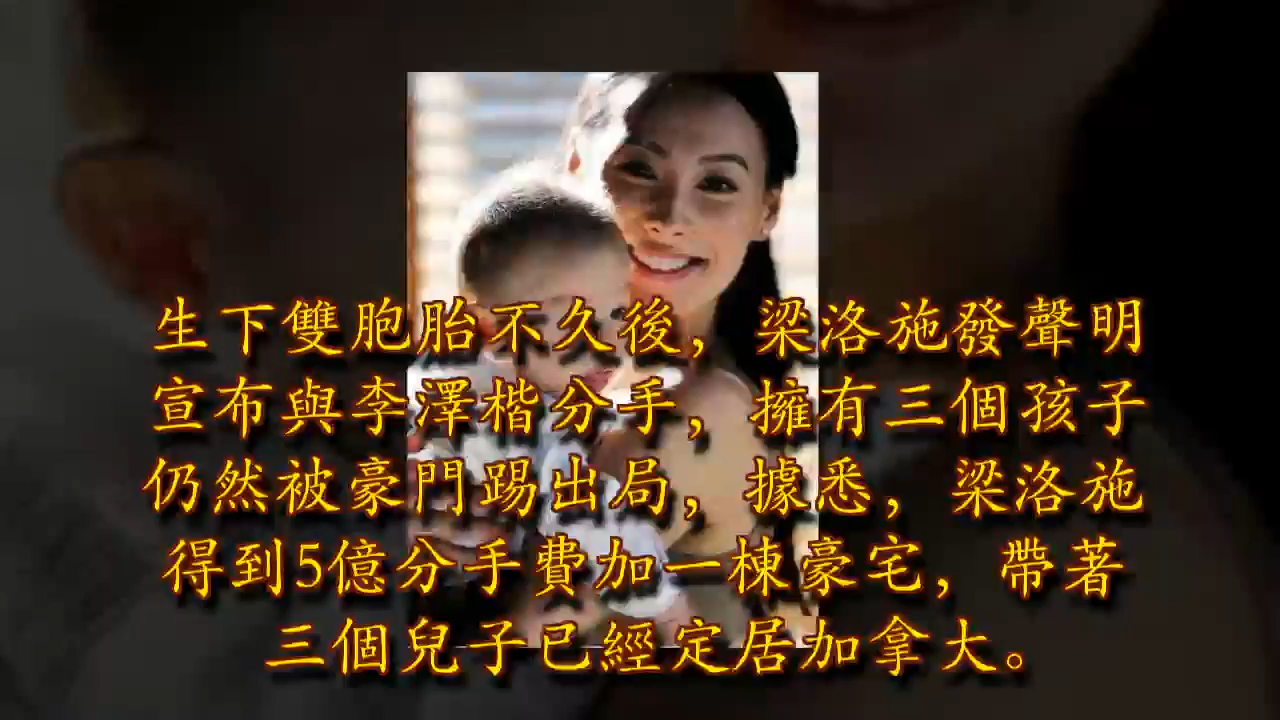 生下雙胞胎不久後，梁洛施發聲明
宣布與李澤楷分手，擁有三個孩子
仍然被豪門踢出局，據悉，梁洛施
得到5億分手費加一棟豪宅，帶著
三個兒子已經定居加拿大。